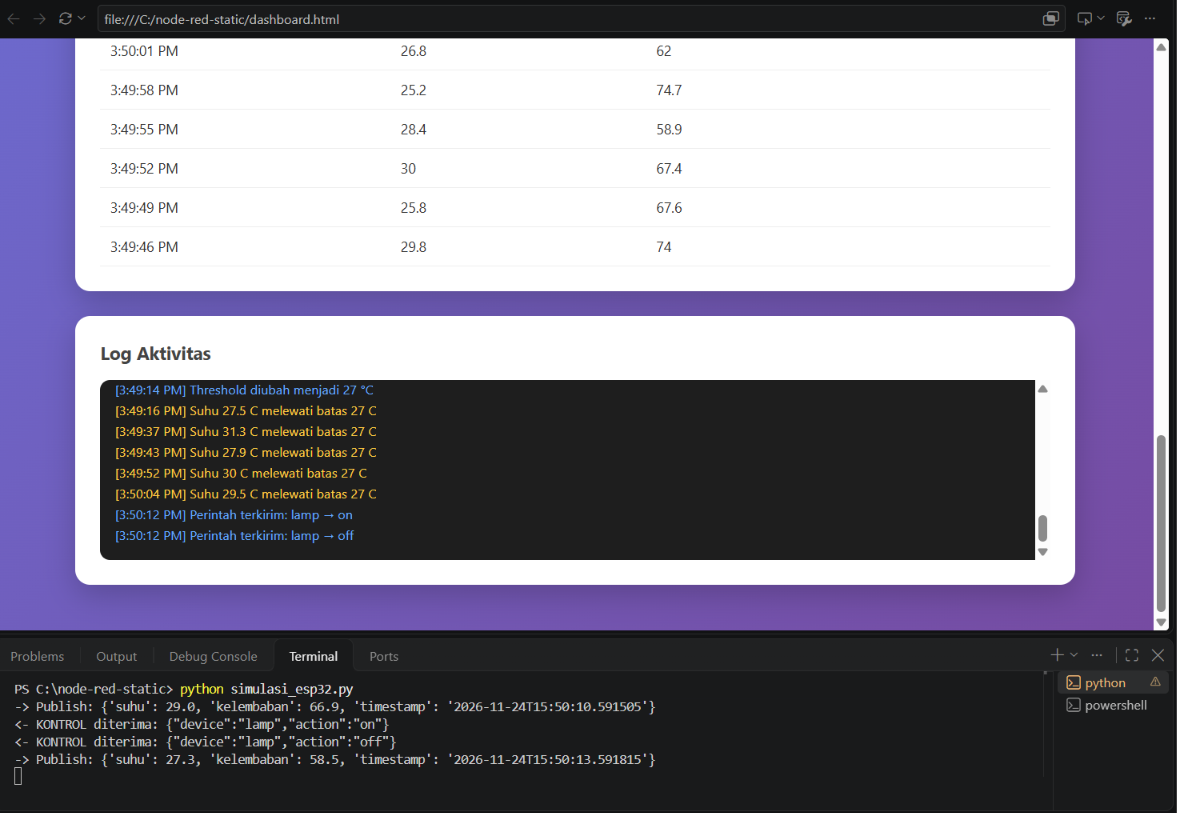 file:///C:/node-red-static/dashboard.html
3:50:01 PM 26.8 62
3:49:58 PM 25.2 74.7
3:49:55 PM 28.4 58.9
3:49:52 PM 30 67.4
3:49:49 PM 25.8 67.6
3:49:46 PM 29.8 74
Log Aktivitas
[3:49:14 PM] Threshold diubah menjadi 27 °C
[3:49:16 PM] Suhu 27.5 C melewati batas 27 C
[3:49:37 PM] Suhu 31.3 C melewati batas 27 C
[3:49:43 PM] Suhu 27.9 C melewati batas 27 C
[3:49:52 PM] Suhu 30 C melewati batas 27 C
[3:50:04 PM] Suhu 29.5 C melewati batas 27 C
[3:50:12 PM] Perintah terkirim: lamp → on
[3:50:12 PM] Perintah terkirim: lamp → off
Problems Output Debug Console Terminal Ports
PS C:\node-red-static> python simulasi_esp32.py
-> Publish: {'suhu': 29.0, 'kelembaban': 66.9, 'timestamp': '2026-11-24T15:50:10.591505'}
<- KONTROL diterima: {"device":"lamp","action":"on"}
<- KONTROL diterima: {"device":"lamp","action":"off"}
-> Publish: {'suhu': 27.3, 'kelembaban': 58.5, 'timestamp': '2026-11-24T15:50:13.591815'}
python
powershell